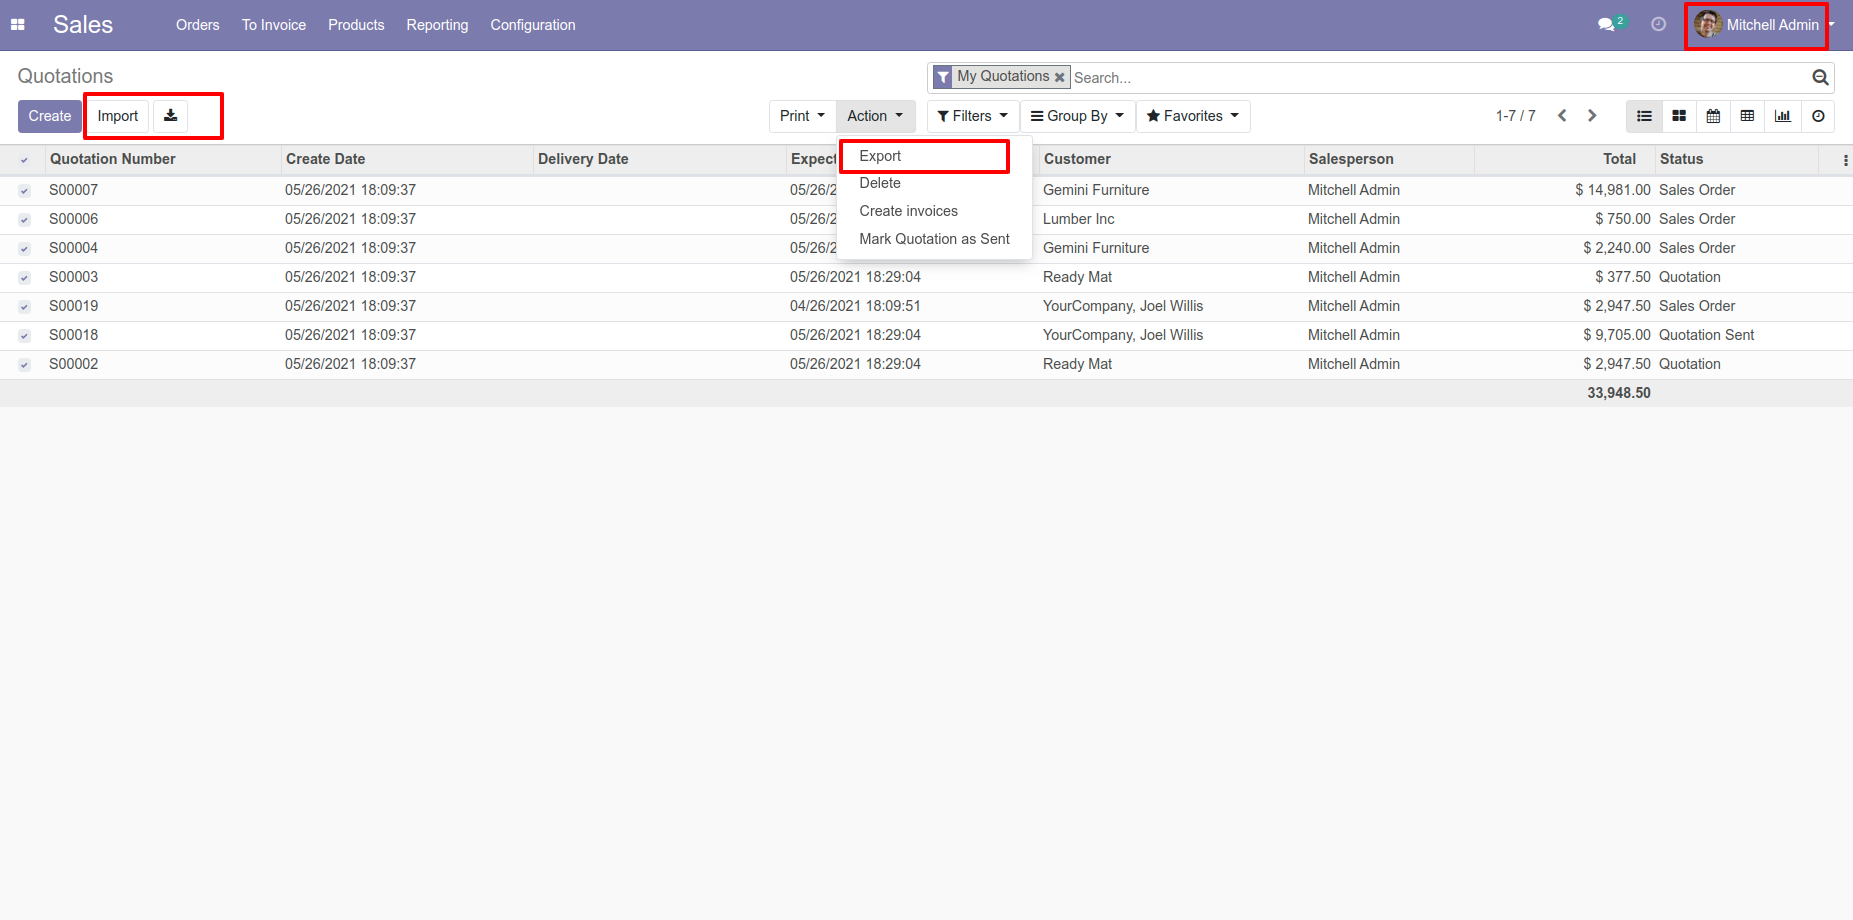 Sales Orders To Invoice Products Reporting Configuration 2 Mitchell Admin
Quotations My Quotations Search...
Create Import Print Action Filters Group By Favorites 1-7 / 7
Export
Delete
Create invoices
Mark Quotation as Sent
Quotation Number Create Date Delivery Date Expect Customer Salesperson Total Status
S00007 05/26/2021 18:09:37 05/26/2 Gemini Furniture Mitchell Admin $ 14,981.00 Sales Order
S00006 05/26/2021 18:09:37 05/26/2 Lumber Inc Mitchell Admin $ 750.00 Sales Order
S00004 05/26/2021 18:09:37 05/26/2 Gemini Furniture Mitchell Admin $ 2,240.00 Sales Order
S00003 05/26/2021 18:09:37 05/26/2021 18:29:04 Ready Mat Mitchell Admin $ 377.50 Quotation
S00019 05/26/2021 18:09:37 04/26/2021 18:09:51 YourCompany, Joel Willis Mitchell Admin $ 2,947.50 Sales Order
S00018 05/26/2021 18:09:37 05/26/2021 18:29:04 YourCompany, Joel Willis Mitchell Admin $ 9,705.00 Quotation Sent
S00002 05/26/2021 18:09:37 05/26/2021 18:29:04 Ready Mat Mitchell Admin $ 2,947.50 Quotation
33,948.50